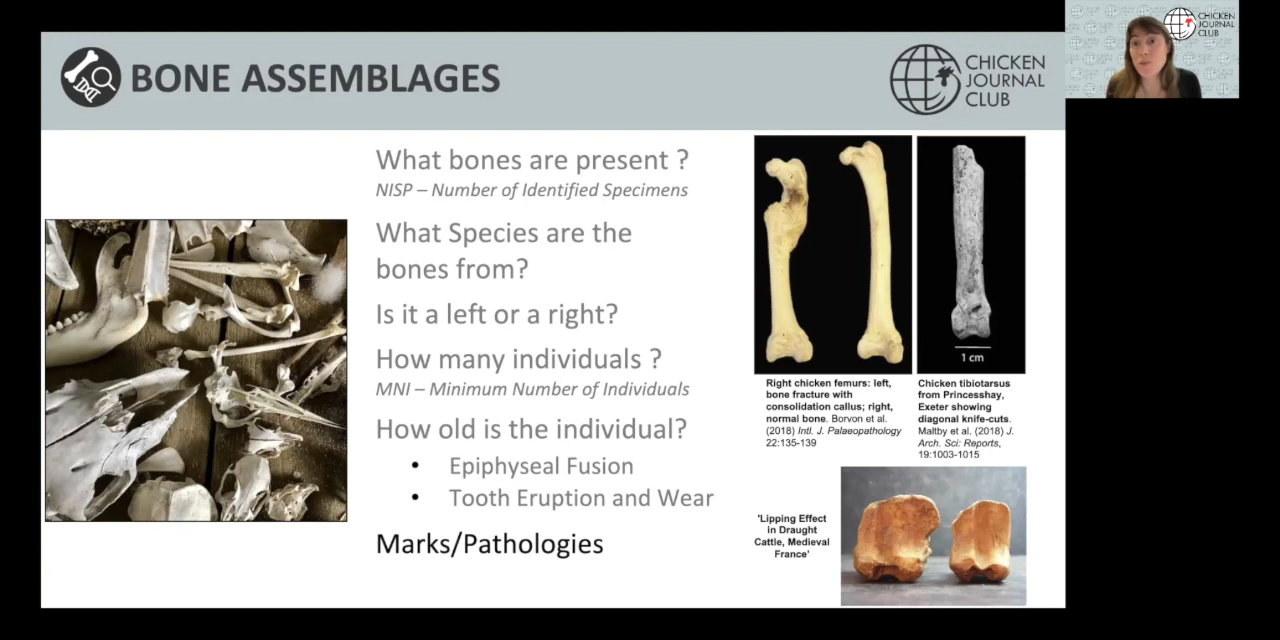 BONE ASSEMBLAGES
CHICKEN
JOURNAL
CLUB
CHICKEN
JOURNAL
CLUB
What bones are present ?
NISP – Number of Identified Specimens
What Species are the
bones from?
Is it a left or a right?
How many individuals ?
MNI – Minimum Number of Individuals
How old is the individual?
• Epiphyseal Fusion
• Tooth Eruption and Wear
Marks/Pathologies
1 cm
Right chicken femurs: left,
bone fracture with
consolidation callus; right,
normal bone. Borvon et al.
(2018) Intl. J. Palaeopathology
22:135-139
Chicken tibiotarsus
from Princesshay,
Exeter showing
diagonal knife-cuts.
Maltby et al. (2018) J.
Arch. Sci: Reports,
19:1003-1015
'Lipping Effect
in Draught
Cattle, Medieval
France'